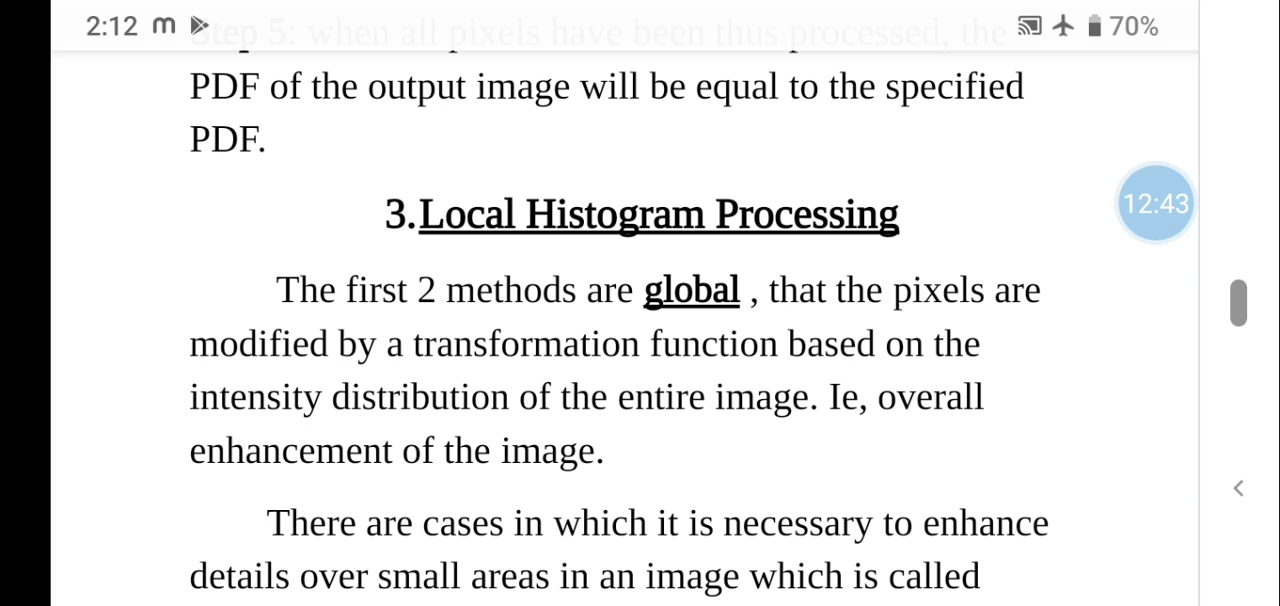 2:12 m 70%
Step 5: when all pixels have been thus processed, the
PDF of the output image will be equal to the specified
PDF.
12:43
3.Local Histogram Processing
The first 2 methods are global , that the pixels are
modified by a transformation function based on the
intensity distribution of the entire image. Ie, overall
enhancement of the image.
There are cases in which it is necessary to enhance
details over small areas in an image which is called